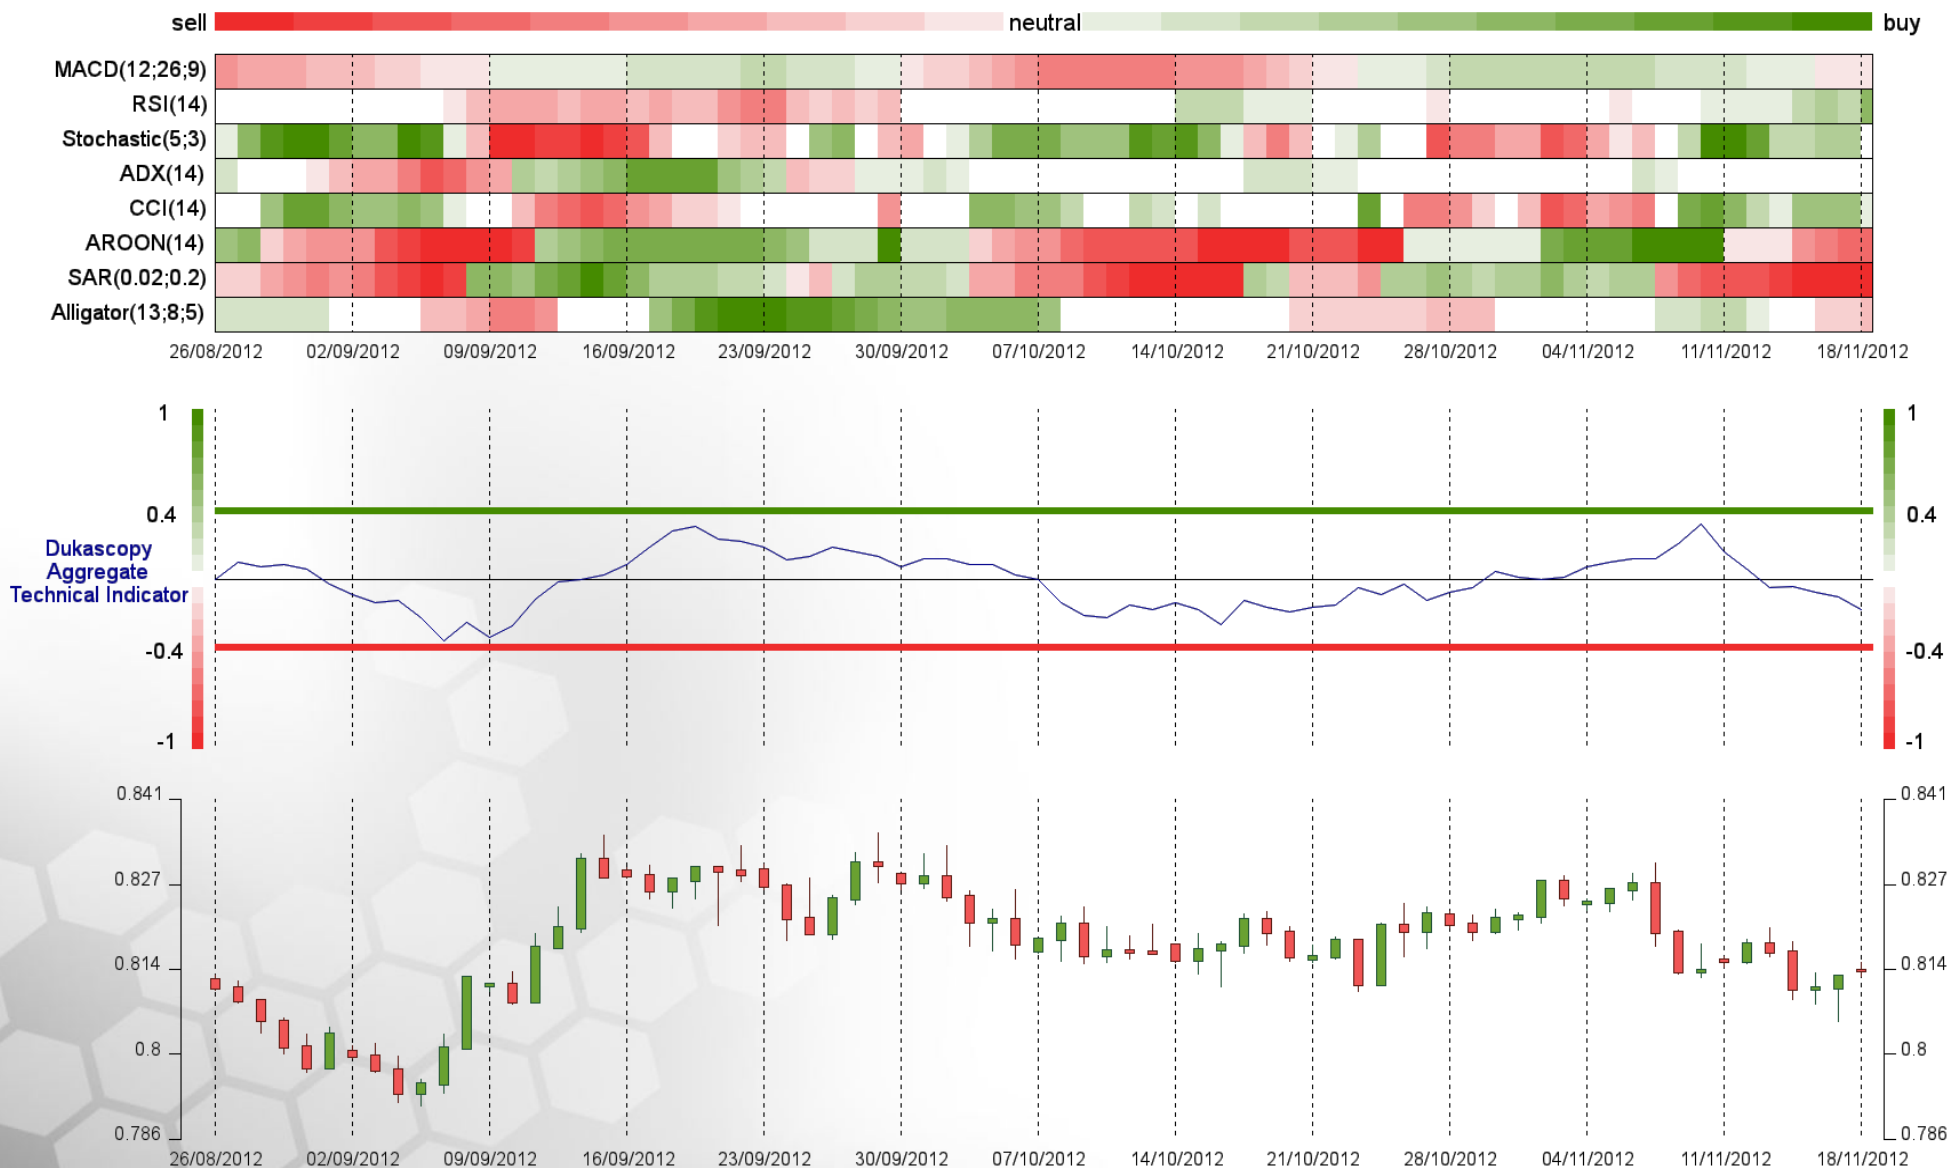 sell neutral buy
MACD(12;26;9)
RSI(14)
Stochastic(5;3)
ADX(14)
CCI(14)
AROON(14)
SAR(0.02;0.2)
Alligator(13;8;5)
26/08/2012 02/09/2012 09/09/2012 16/09/2012 23/09/2012 30/09/2012 07/10/2012 14/10/2012 21/10/2012 28/10/2012 04/11/2012 11/11/2012 18/11/2012
1 1
0.4 0.4
Dukascopy
Aggregate
Technical Indicator
-0.4 -0.4
-1 -1
0.841 0.841
0.827 0.827
0.814 0.814
0.8 0.8
0.786 0.786
26/08/2012 02/09/2012 09/09/2012 16/09/2012 23/09/2012 30/09/2012 07/10/2012 14/10/2012 21/10/2012 28/10/2012 04/11/2012 11/11/2012 18/11/2012